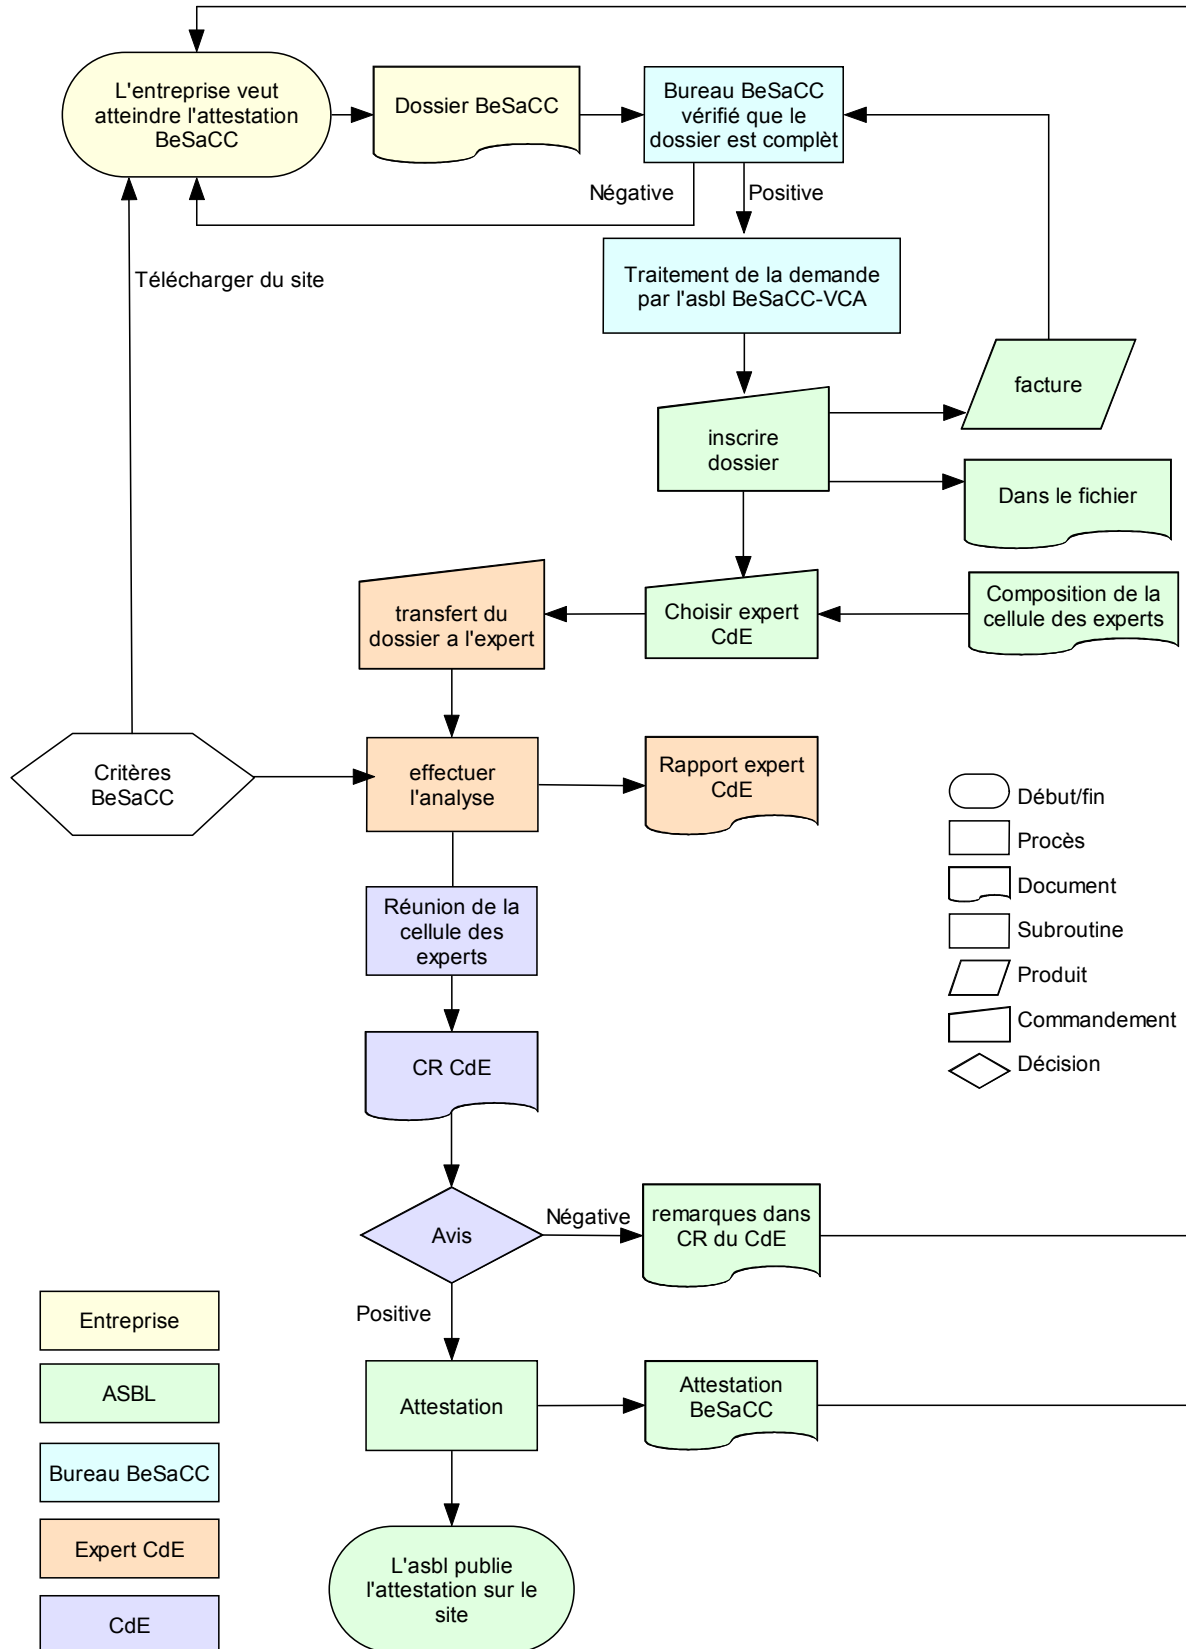 L'entreprise veut
atteindre l'attestation
BeSaCC
Dossier BeSaCC
Bureau BeSaCC
vérifié que le
dossier est complèt
Négative
Positive
Télécharger du site
Traitement de la demande
par l'asbl BeSaCC-VCA
facture
inscrire
dossier
Dans le fichier
transfert du
dossier a l'expert
Choisir expert
CdE
Composition de la
cellule des experts
Critères
BeSaCC
effectuer
l'analyse
Rapport expert
CdE
Début/fin
Procès
Document
Subroutine
Produit
Commandement
Décision
Réunion de la
cellule des
experts
CR CdE
Avis
Négative
remarques dans
CR du CdE
Positive
Attestation
Attestation
BeSaCC
L'asbl publie
l'attestation sur le
site
Entreprise
ASBL
Bureau BeSaCC
Expert CdE
CdE